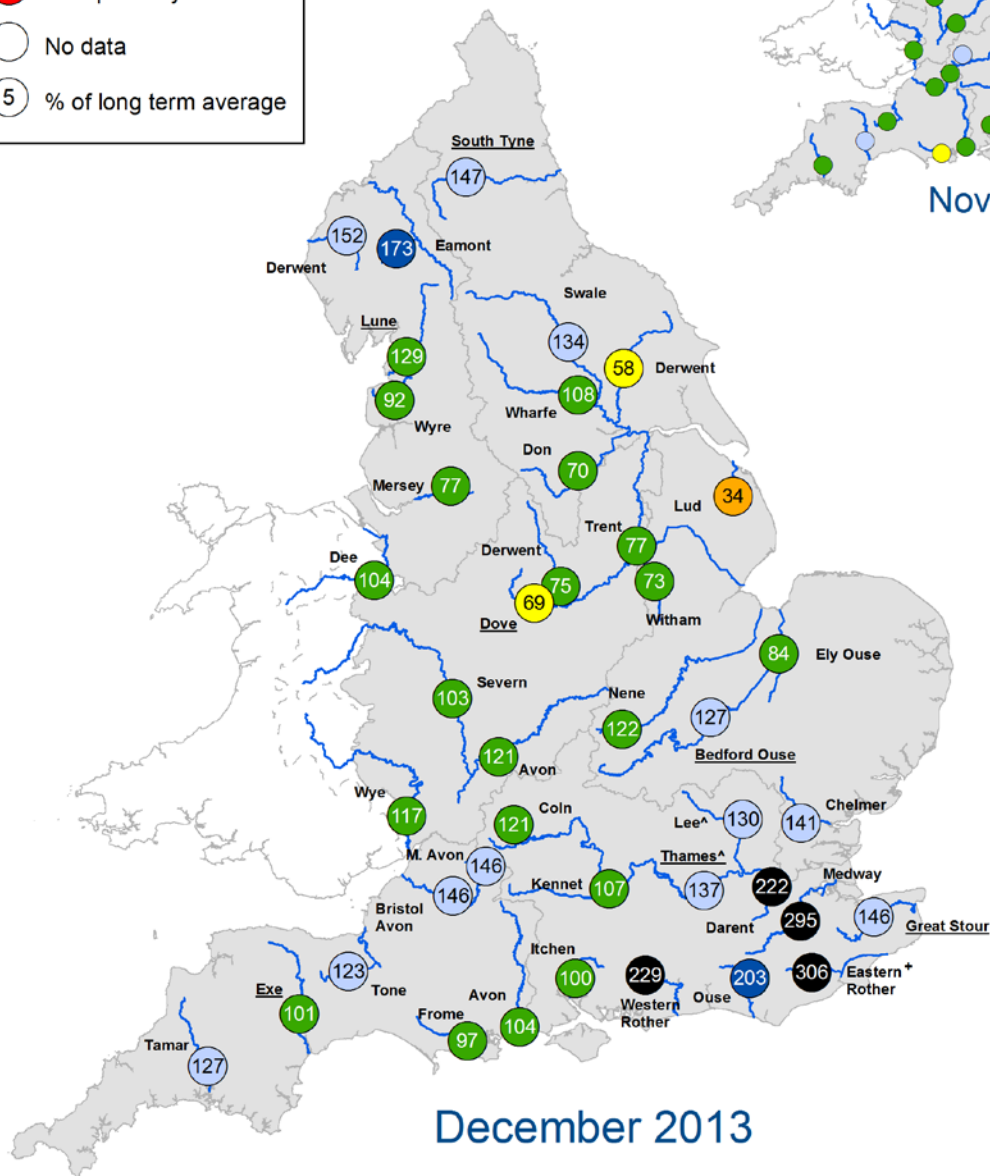 No data
5
% of long term average
Nov
South Tyne
147
152
173
Eamont
Derwent
Swale
Lune
134
129
58
Derwent
92
108
Wharfe
Wyre
Don
70
Mersey
77
Lud
34
Trent
77
Derwent
Dee
104
75
73
69
Dove
Witham
84
Ely Ouse
Severn
103
Nene
127
122
Bedford Ouse
121
Avon
Wye
117
Coln
121
Lee^
130
Chelmer
141
M. Avon
146
Thames^
Medway
Kennet
107
137
222
146
Bristol
Avon
Darent
295
146
Great Stour
Itchen
123
Tone
100
229
Ouse
203
306
Eastern +
Rother
Exe
101
Avon
Western
Rother
Frome
97
104
Tamar
127
December 2013